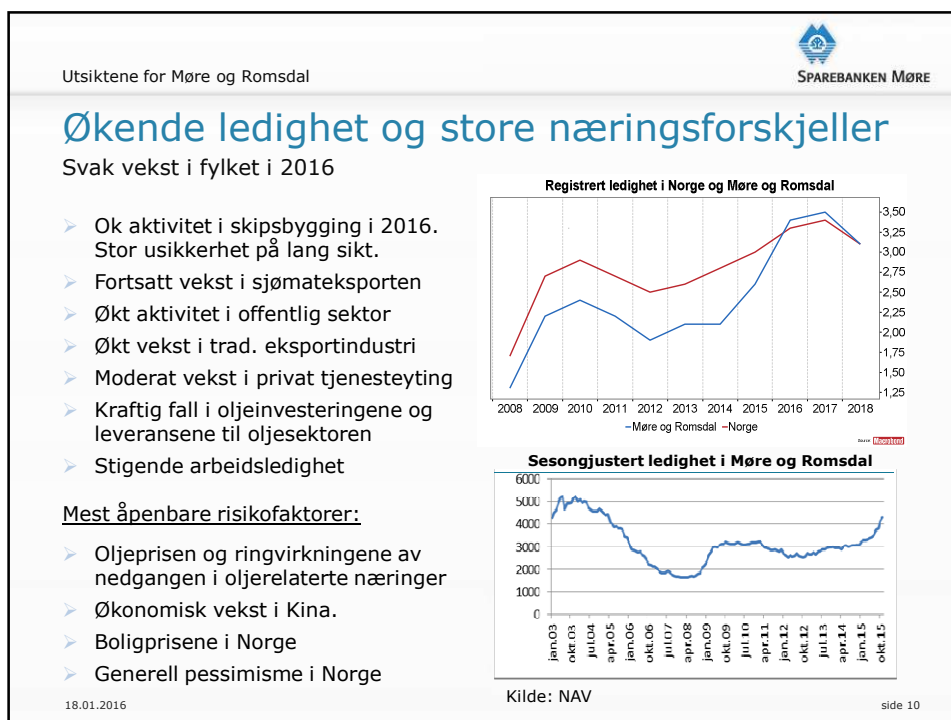 Utsiktene for Møre og Romsdal
SPAREBANKEN MØRE
Økende ledighet og store næringsforskjeller
Svak vekst i fylket i 2016
Ok aktivitet i skipsbygging i 2016.
Stor usikkerhet på lang sikt.
Fortsatt vekst i sjømateksporten
Økt aktivitet i offentlig sektor
Økt vekst i trad. eksportindustri
Moderat vekst i privat tjenesteyting
Kraftig fall i oljeinvesteringene og
leveransene til oljesektoren
Stigende arbeidsledighet
Mest åpenbare risikofaktorer:
Oljeprisen og ringvirkningene av
nedgangen i oljerelaterte næringer
Økonomisk vekst i Kina.
Boligprisene i Norge
Generell pessimisme i Norge
Registrert ledighet i Norge og Møre og Romsdal
3,50
3,25
3,00
2,75
2,50
2,25
2,00
1,75
1,50
1,25
2008 2009 2010 2011 2012 2013 2014 2015 2016 2017 2018
Møre og Romsdal Norge
Source: Macrobond
Sesongjustert ledighet i Møre og Romsdal
6000
5000
4000
3000
2000
1000
0
jan.03 okt.03 jul.04 apr.05 jan.06 okt.06 jul.07 apr.08 jan.09 okt.09 jul.10 apr.11 jan.12 okt.12 jul.13 apr.14 jan.15 okt.15
Kilde: NAV
18.01.2016
side 10